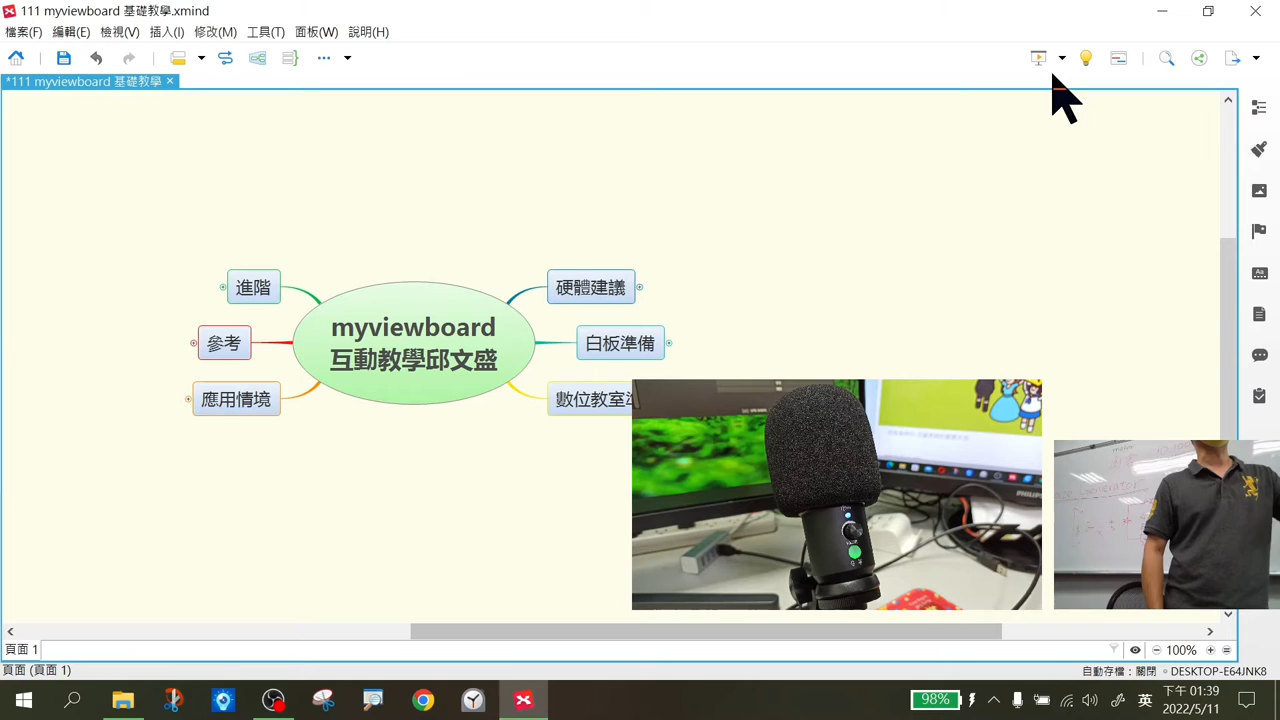 111 myviewboard 基礎教學.xmind
檔案(F) 編輯(E) 檢視(V) 插入(I) 修改(M) 工具(T) 面板(W) 說明(H)
*111 myviewboard 基礎教學
進階
參考
應用情境
myviewboard
互動教學邱文盛
硬體建議
白板準備
數位教室
PHILIPS
頁面 1
100%
頁面 (頁面 1)
自動存檔：關閉
DESKTOP-E64JNK8
98%
英
下午 01:39
2022/5/11